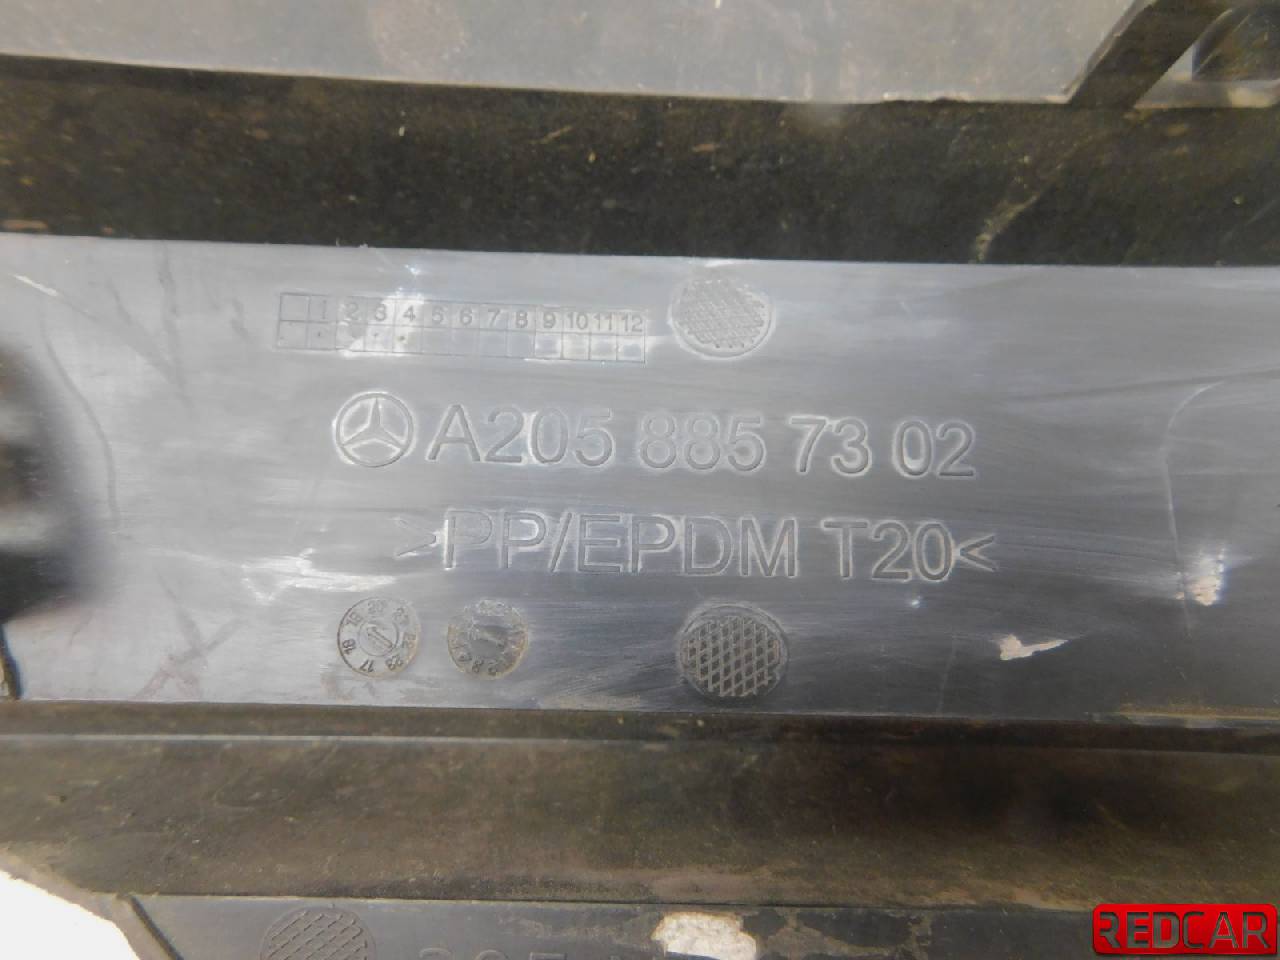 1 2 3 4 5 6 7 8 9 10 11 12
A205 885 73 02
>PP/EPDM T20<
REDCAR